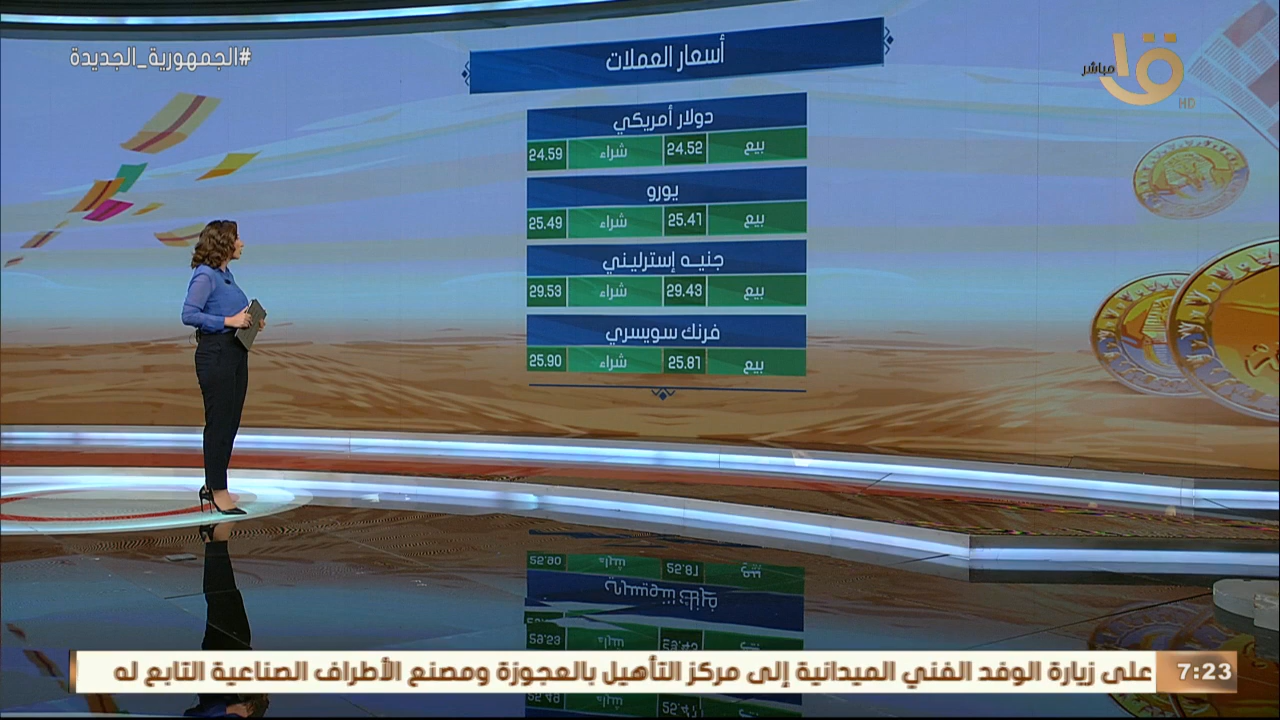 #الجمهورية_الجديدة
مباشر
HD
أسعار العملات
دولار أمريكي
بيع 24.52 شراء 24.59
يورو
بيع 25.41 شراء 25.49
جنيه إسترليني
بيع 29.43 شراء 29.53
فرنك سويسري
بيع 25.81 شراء 25.90
7:23 على زيارة الوفد الفني الميدانية إلى مركز التأهيل بالعجوزة ومصنع الأطراف الصناعية التابع له